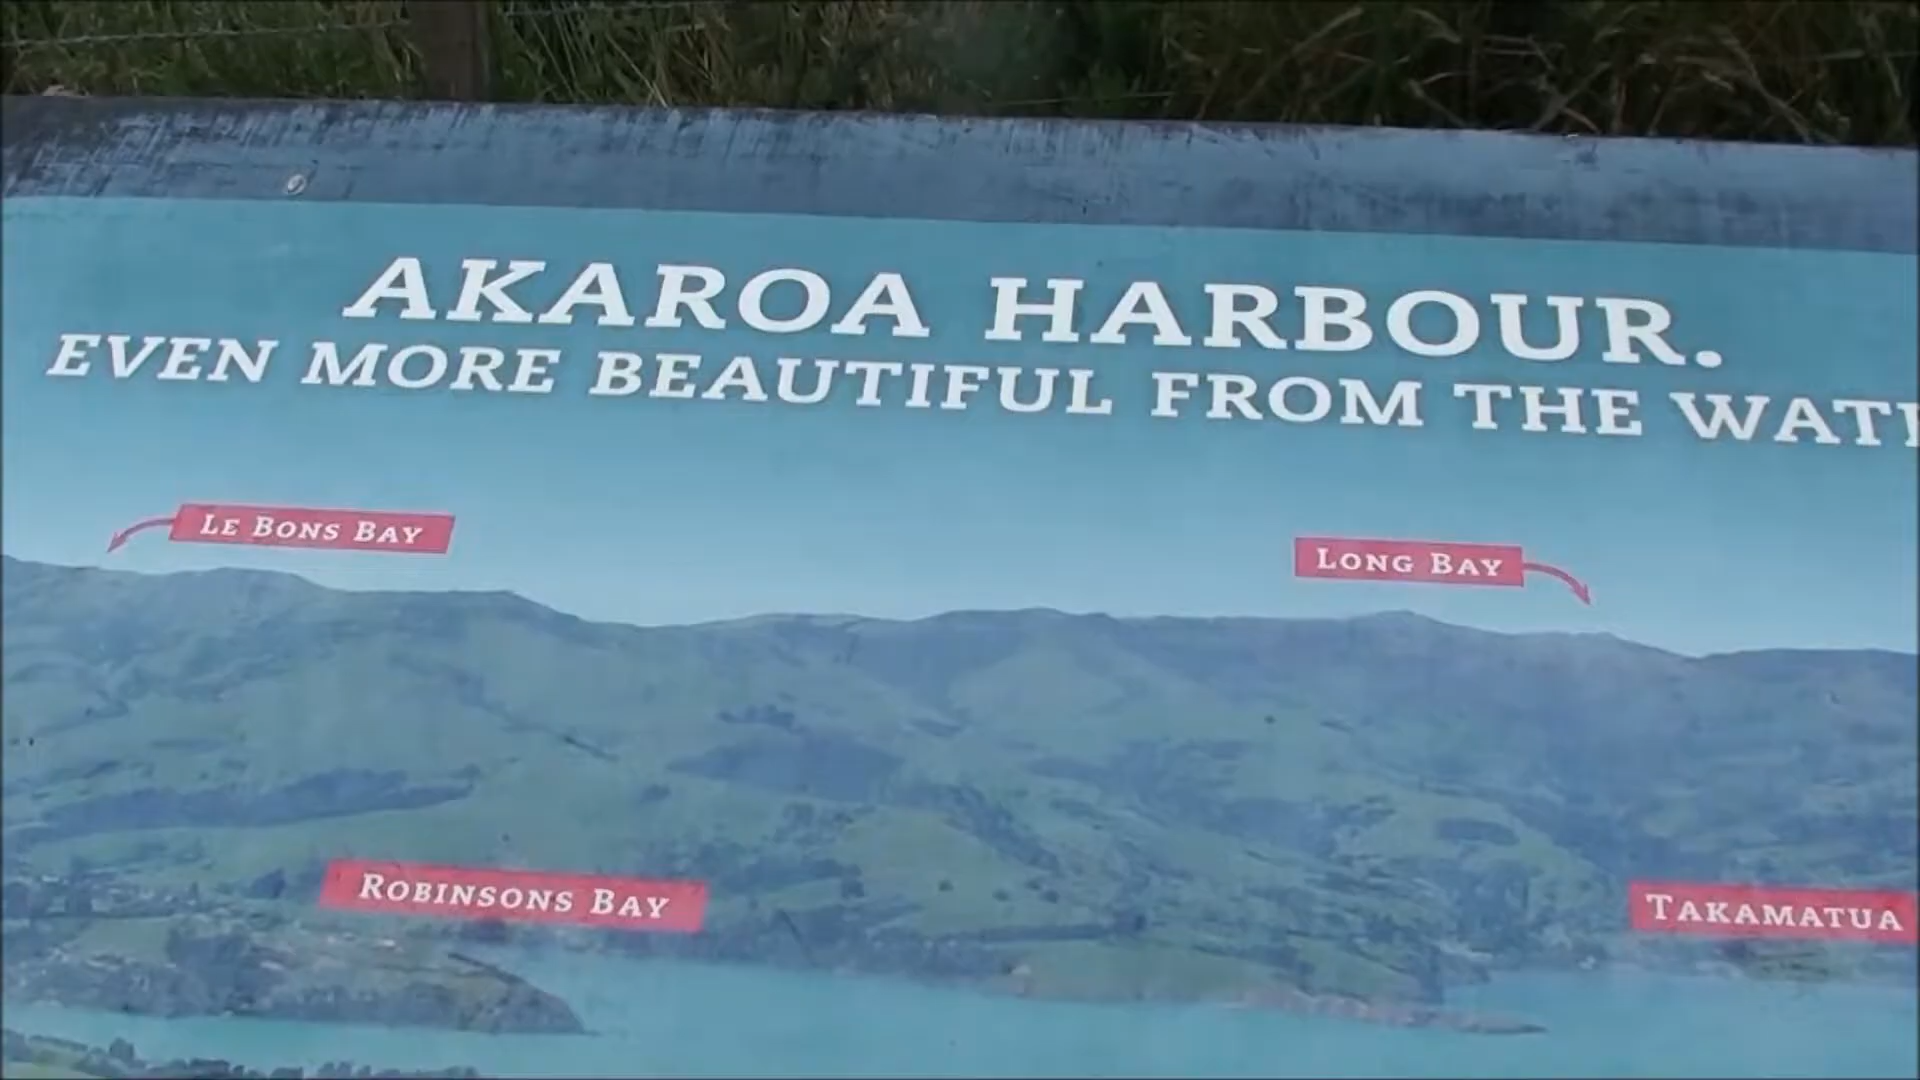 AKAROA HARBOUR.
EVEN MORE BEAUTIFUL FROM THE
LE BONS BAY
LONG BAY
ROBINSONS BAY
TAKAMATUA